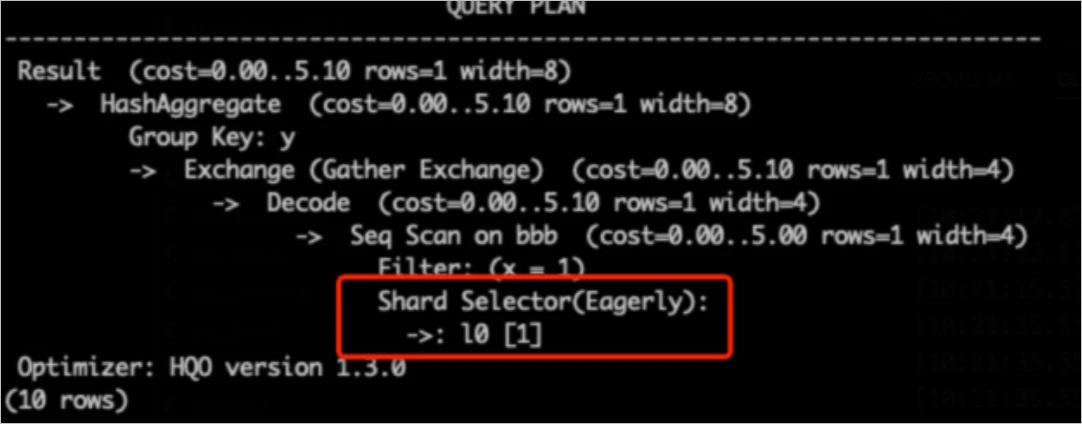 QUERY PLAN
-------------------------------------------------------------------------------
Result  (cost=0.00..5.10 rows=1 width=8)
  ->  HashAggregate  (cost=0.00..5.10 rows=1 width=8)
        Group Key: y
        ->  Exchange (Gather Exchange)  (cost=0.00..5.10 rows=1 width=4)
              ->  Decode  (cost=0.00..5.10 rows=1 width=4)
                    ->  Seq Scan on bbb  (cost=0.00..5.00 rows=1 width=4)
                          Filter: (x = 1)
                          Shard Selector(Eagerly):
                            ->: l0 [1]
Optimizer: HQO version 1.3.0
(10 rows)